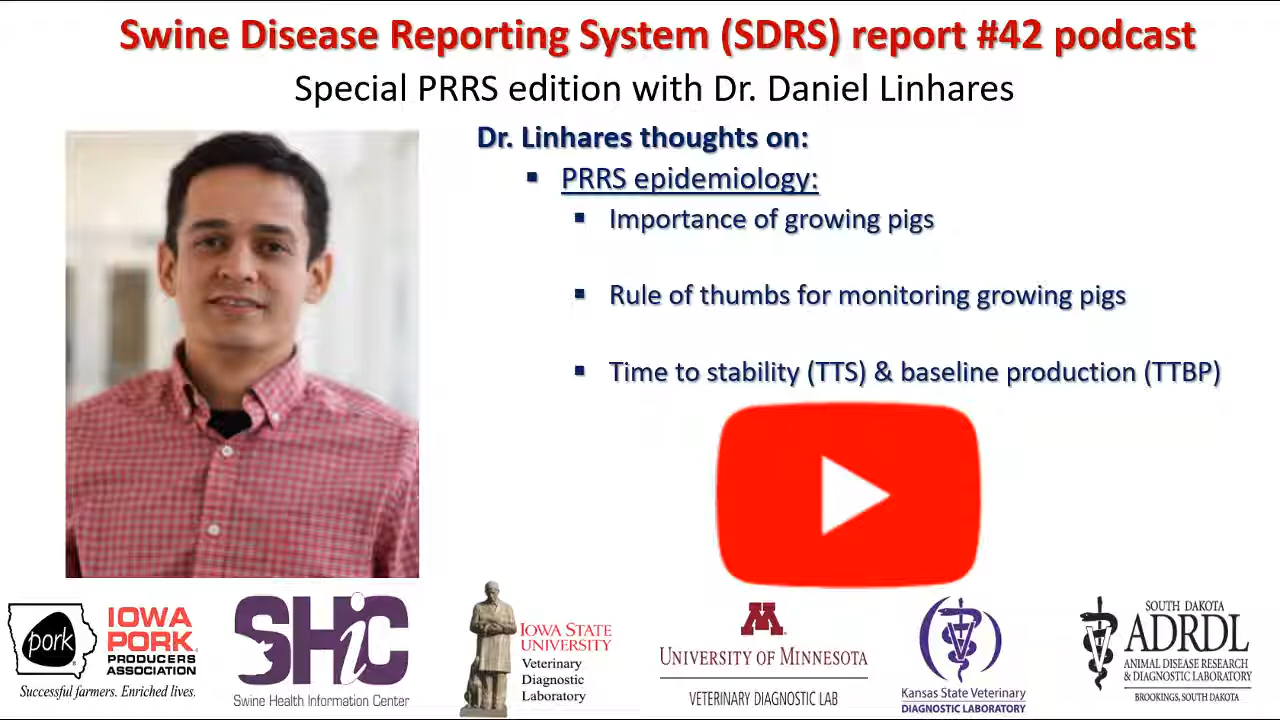 Swine Disease Reporting System (SDRS) report #42 podcast
Special PRRS edition with Dr. Daniel Linhares
Dr. Linhares thoughts on:
PRRS epidemiology:
Importance of growing pigs
Rule of thumbs for monitoring growing pigs
Time to stability (TTS) & baseline production (TTBP)
pork
IOWA
PORK
PRODUCERS
ASSOCIATION
Successful farmers. Enriched lives.
SHiC
Swine Health Information Center
IOWA STATE
UNIVERSITY
Veterinary
Diagnostic
Laboratory
M
UNIVERSITY OF MINNESOTA
VETERINARY DIAGNOSTIC LAB
Kansas State Veterinary
DIAGNOSTIC LABORATORY
SOUTH DAKOTA
ADRDL
ANIMAL DISEASE RESEARCH
& DIAGNOSTIC LABORATORY
BROOKINGS, SOUTH DAKOTA